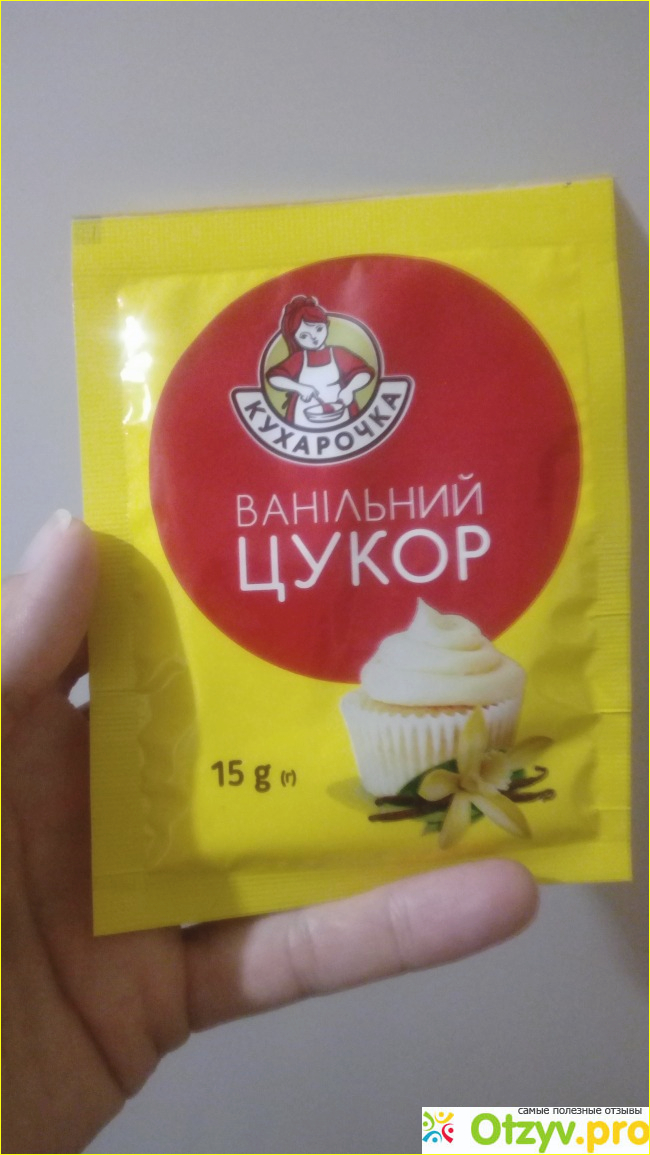 КУХАРОЧКА
ВАНІЛЬНИЙ
ЦУКОР
15 g (г)
самые полезные отзывы
Otzyv.pro